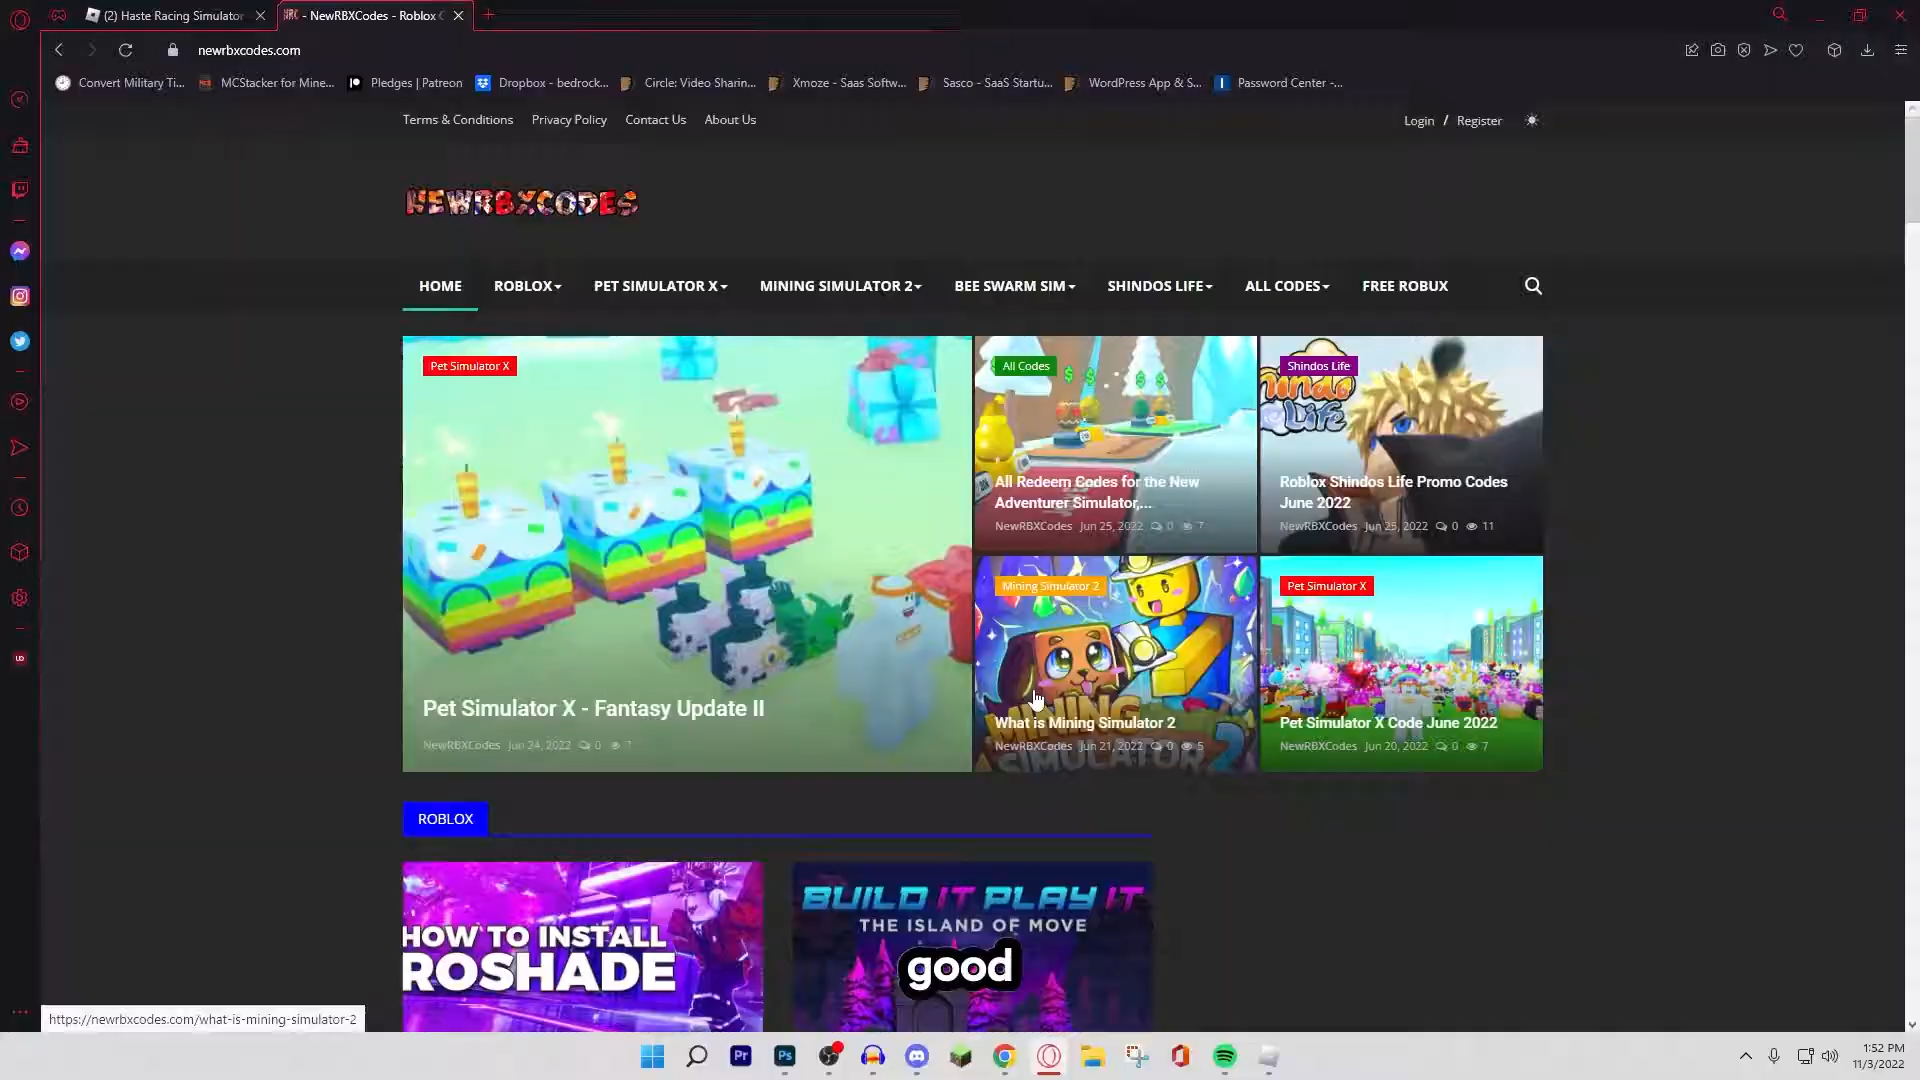 (2) Haste Racing Simulator
- NewRBXCodes - Roblox C
newrbxcodes.com
Convert Military Ti...
MCStacker for Mine...
Pledges | Patreon
Dropbox - bedrock...
Circle: Video Sharin...
Xmoze - Saas Softw...
Sasco - SaaS Startu...
WordPress App & S...
Password Center -...
Terms & Conditions
Privacy Policy
Contact Us
About Us
Login / Register
NEWRBXCODES
HOME
ROBLOX
PET SIMULATOR X
MINING SIMULATOR 2
BEE SWARM SIM
SHINDOS LIFE
ALL CODES
FREE ROBUX
Pet Simulator X
Pet Simulator X - Fantasy Update II
NewRBXCodes Jun 24, 2022 0
All Codes
All Redeem Codes for the New
Adventurer Simulator,...
NewRBXCodes Jun 25, 2022 0 7
Shindos Life
Roblox Shindos Life Promo Codes
June 2022
NewRBXCodes Jun 25, 2022 0 11
Mining Simulator 2
What is Mining Simulator 2
NewRBXCodes Jun 21, 2022 0 5
MINING
SIMULATOR 2
Pet Simulator X
Pet Simulator X Code June 2022
NewRBXCodes Jun 20, 2022 0 7
ROBLOX
HOW TO INSTALL
ROSHADE
BUILD IT PLAY IT
THE ISLAND OF MOVE
good
https://newrbxcodes.com/what-is-mining-simulator-2
Pr
Ps
1:52 PM
11/3/2022